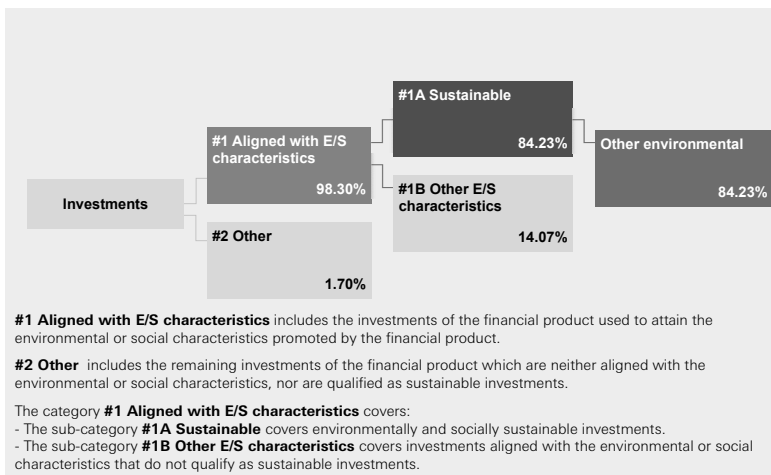 #1A Sustainable
84.23%
#1 Aligned with E/S
characteristics
98.30%
Other environmental
84.23%
Investments
#1B Other E/S
characteristics
14.07%
#2 Other
1.70%
#1 Aligned with E/S characteristics includes the investments of the financial product used to attain the
environmental or social characteristics promoted by the financial product.
#2 Other includes the remaining investments of the financial product which are neither aligned with the
environmental or social characteristics, nor are qualified as sustainable investments.
The category #1 Aligned with E/S characteristics covers:
- The sub-category #1A Sustainable covers environmentally and socially sustainable investments.
- The sub-category #1B Other E/S characteristics covers investments aligned with the environmental or social
characteristics that do not qualify as sustainable investments.